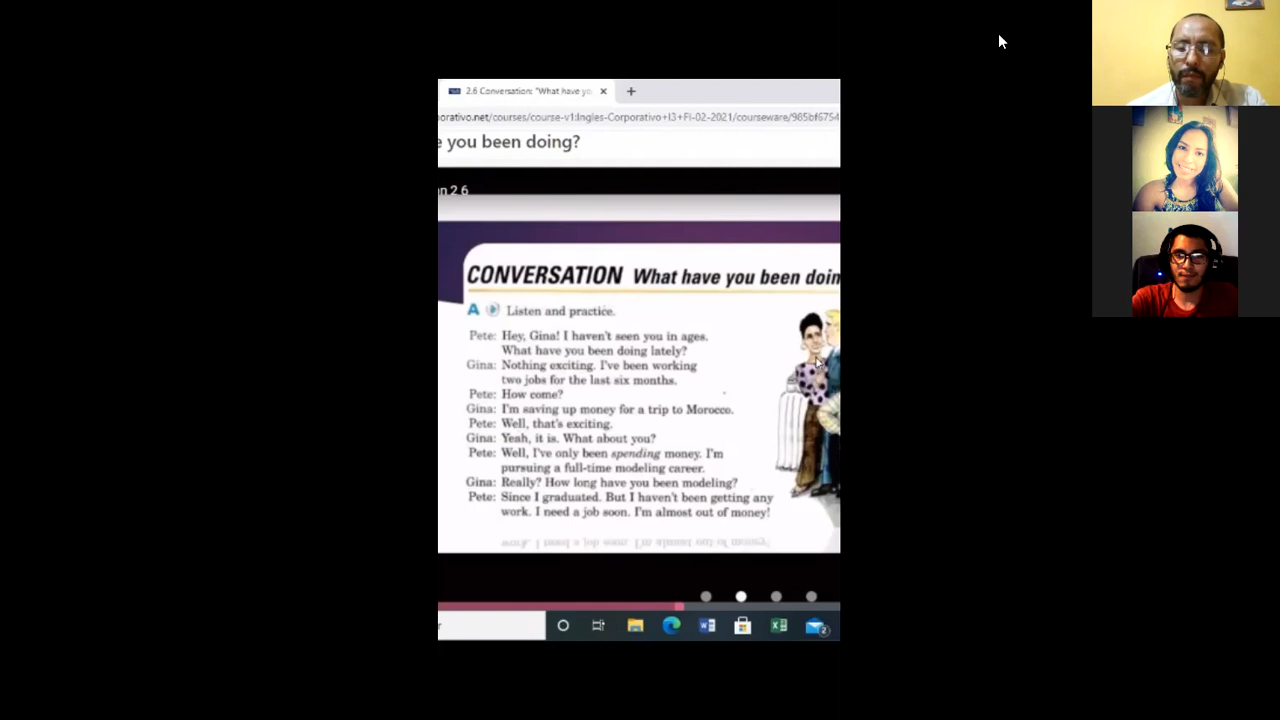 2.6 Conversation: "What have yo
orativo.net/courses/course-v1:Ingles-Corporativo+I3+FI-02-2021/courseware/985bf6754
e you been doing?
n 2.6
CONVERSATION What have you been doin
A Listen and practice.
Pete: Hey, Gina! I haven't seen you in ages.
What have you been doing lately?
Gina: Nothing exciting. I've been working
two jobs for the last six months.
Pete: How come?
Gina: I'm saving up money for a trip to Morocco.
Pete: Well, that's exciting.
Gina: Yeah, it is. What about you?
Pete: Well, I've only been spending money. I'm
pursuing a full-time modeling career.
Gina: Really? How long have you been modeling?
Pete: Since I graduated. But I haven't been getting any
work. I need a job soon. I'm almost out of money!
2